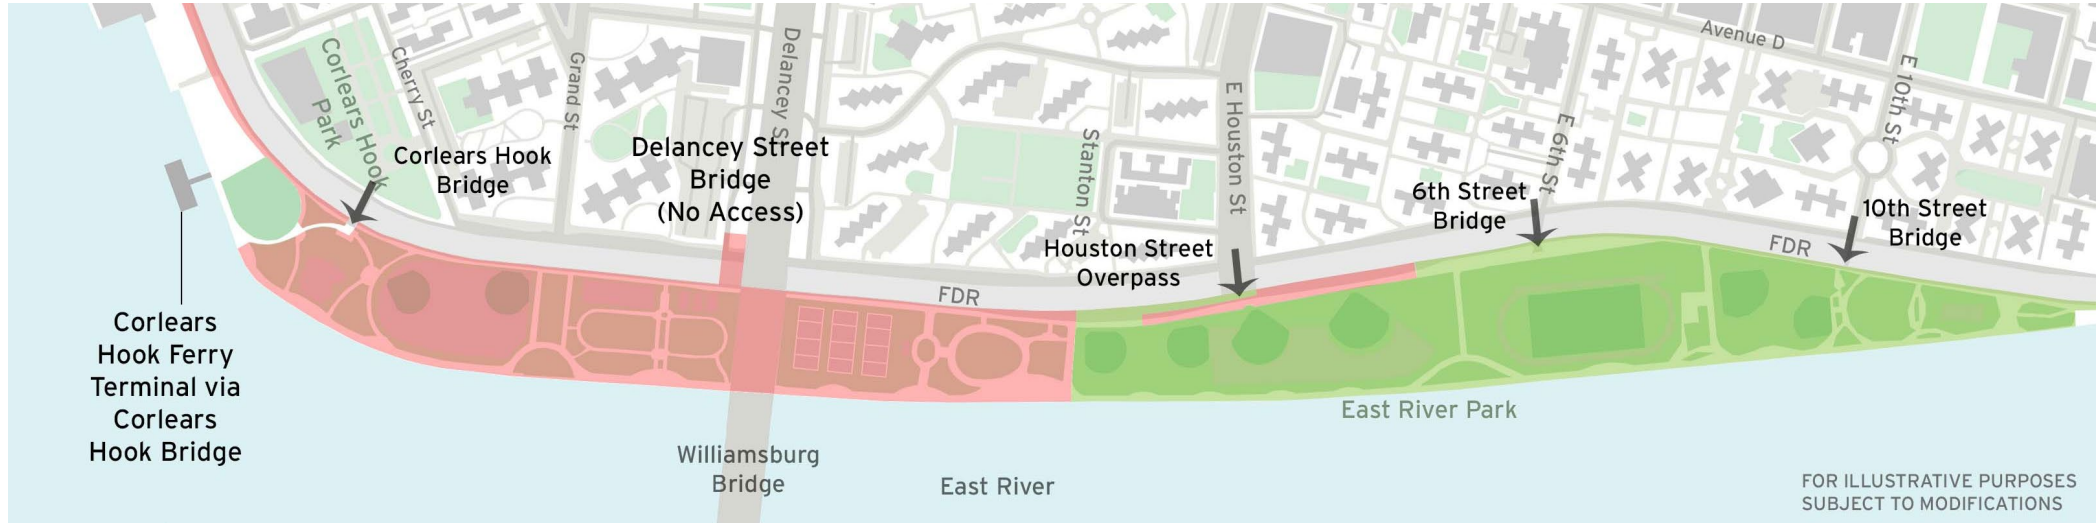 Avenue D
Delancey St
Corlears Hook
Park
Cherry St
Grand St
E Houston St
E 10th St
E 6th St
Stanton St
Corlears Hook
Bridge
Delancey Street
Bridge
(No Access)
Houston Street
Overpass
6th Street
Bridge
10th Street
Bridge
FDR
FDR
Corlears
Hook Ferry
Terminal via
Corlears
Hook Bridge
East River Park
Williamsburg
Bridge
East River
FOR ILLUSTRATIVE PURPOSES
SUBJECT TO MODIFICATIONS